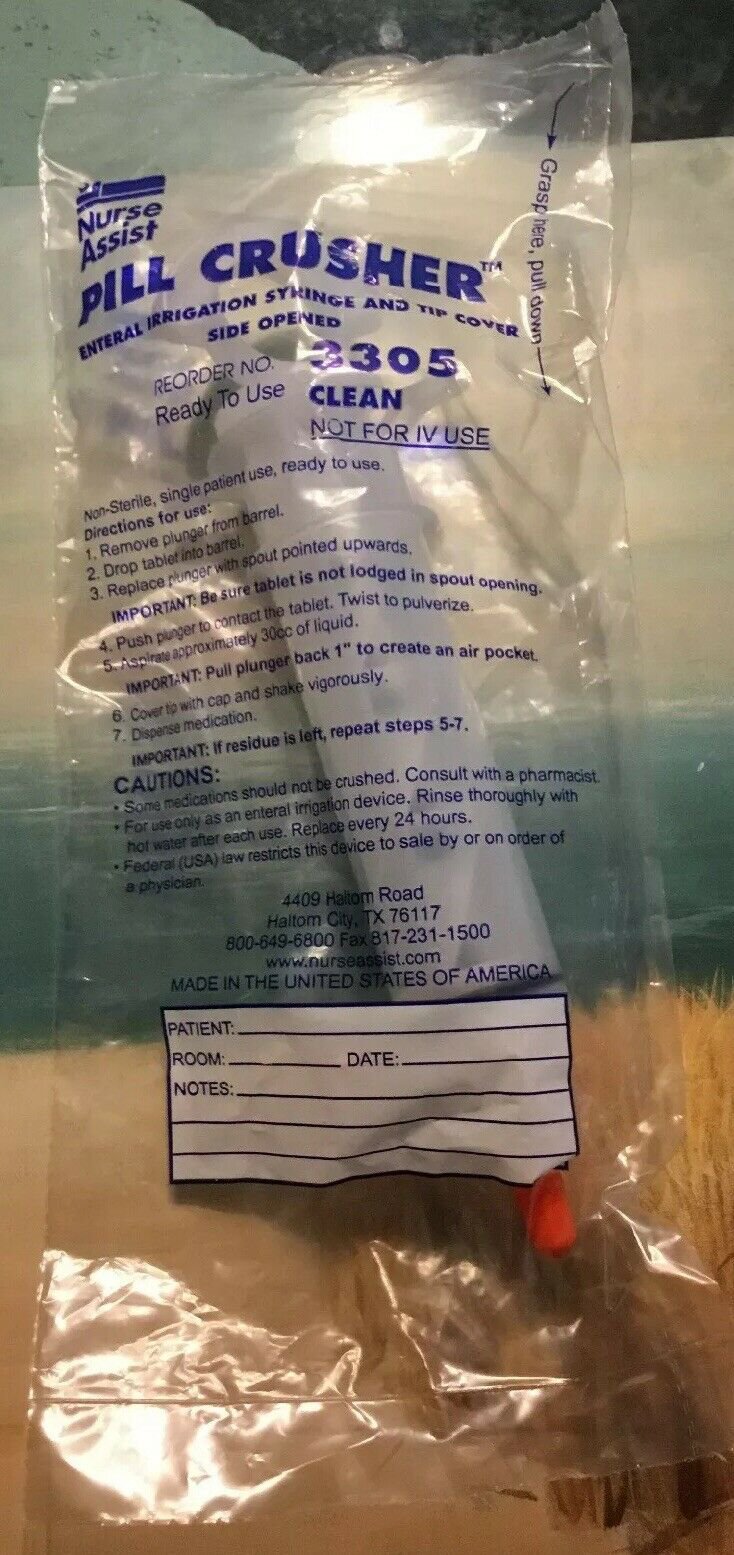 Nurse
Assist
PILL CRUSHER™
ENTERAL IRRIGATION SYRINGE AND TIP COVER
SIDE OPENED
REORDER NO. 3305
Ready To Use CLEAN
NOT FOR IV USE
Grasp here, pull down
Non-Sterile, single patient use, ready to use.
Directions for use:
1. Remove plunger from barrel.
2. Drop tablet into barrel.
3. Replace plunger with spout pointed upwards.
IMPORTANT: Be sure tablet is not lodged in spout opening.
4. Push plunger to contact the tablet. Twist to pulverize.
5. Aspirate approximately 30cc of liquid.
IMPORTANT: Pull plunger back 1" to create an air pocket.
6. Cover tip with cap and shake vigorously.
7. Dispense medication.
IMPORTANT: If residue is left, repeat steps 5-7.
CAUTIONS:
• Some medications should not be crushed. Consult with a pharmacist.
• For use only as an enteral irrigation device. Rinse thoroughly with
hot water after each use. Replace every 24 hours.
• Federal (USA) law restricts this device to sale by or on order of
a physician.
4409 Haltom Road
Haltom City, TX 76117
800-649-6800 Fax 817-231-1500
www.nurseassist.com
MADE IN THE UNITED STATES OF AMERICA
PATIENT:
ROOM: DATE:
NOTES: